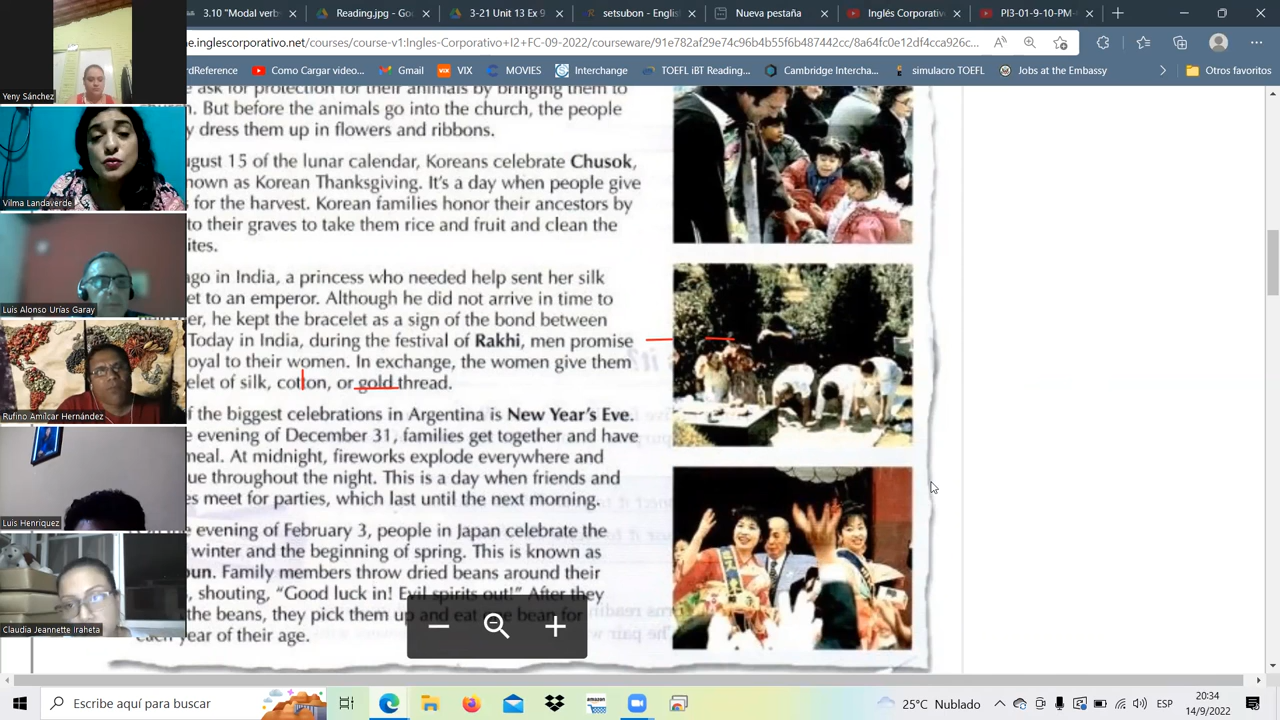 3.10 "Modal verb
Reading.jpg - Go
3-21 Unit 13 Ex 9
setsubon - Englis
Nueva pestaña
Inglés Corporativo
PI3-01-9-10-PM-
ne.inglescorporativo.net/courses/course-v1:Ingles-Corporativo+I2+FC-09-2022/courseware/91e782af29e74c96b4b55f6b487442cc/8a64fc0e12df4cca926c...
rdReference
Como Cargar video...
Gmail
VIX
MOVIES
Interchange
TOEFL iBT Reading...
Cambridge Intercha...
simulacro TOEFL
Jobs at the Embassy
Otros favoritos
Yeny Sánchez
Vilma Landaverde
Luis Alonso Urías Garay
Rufino Amilcar Hernández
Luis Henriquez
Claudia Jeannette Iraheta
ask for protection for their animals by bringing them to
But before the animals go into the church, the people
dress them up in flowers and ribbons.
ugust 15 of the lunar calendar, Koreans celebrate Chusok,
nown as Korean Thanksgiving. It's a day when people give
s for the harvest. Korean families honor their ancestors by
to their graves to take them rice and fruit and clean the
ites.
ago in India, a princess who needed help sent her silk
et to an emperor. Although he did not arrive in time to
er, he kept the bracelet as a sign of the bond between
Today in India, during the festival of Rakhi, men promise
oyal to their women. In exchange, the women give them
elet of silk, cotton, or gold thread.
f the biggest celebrations in Argentina is New Year's Eve.
e evening of December 31, families get together and have
meal. At midnight, fireworks explode everywhere and
ue throughout the night. This is a day when friends and
es meet for parties, which last until the next morning.
e evening of February 3, people in Japan celebrate the
winter and the beginning of spring. This is known as
oun. Family members throw dried beans around their
, shouting, "Good luck in! Evil spirits out!" After they
the beans, they pick them up and eat one bean for
each year of their age.
Escribe aquí para buscar
25°C Nublado
ESP
20:34
14/9/2022